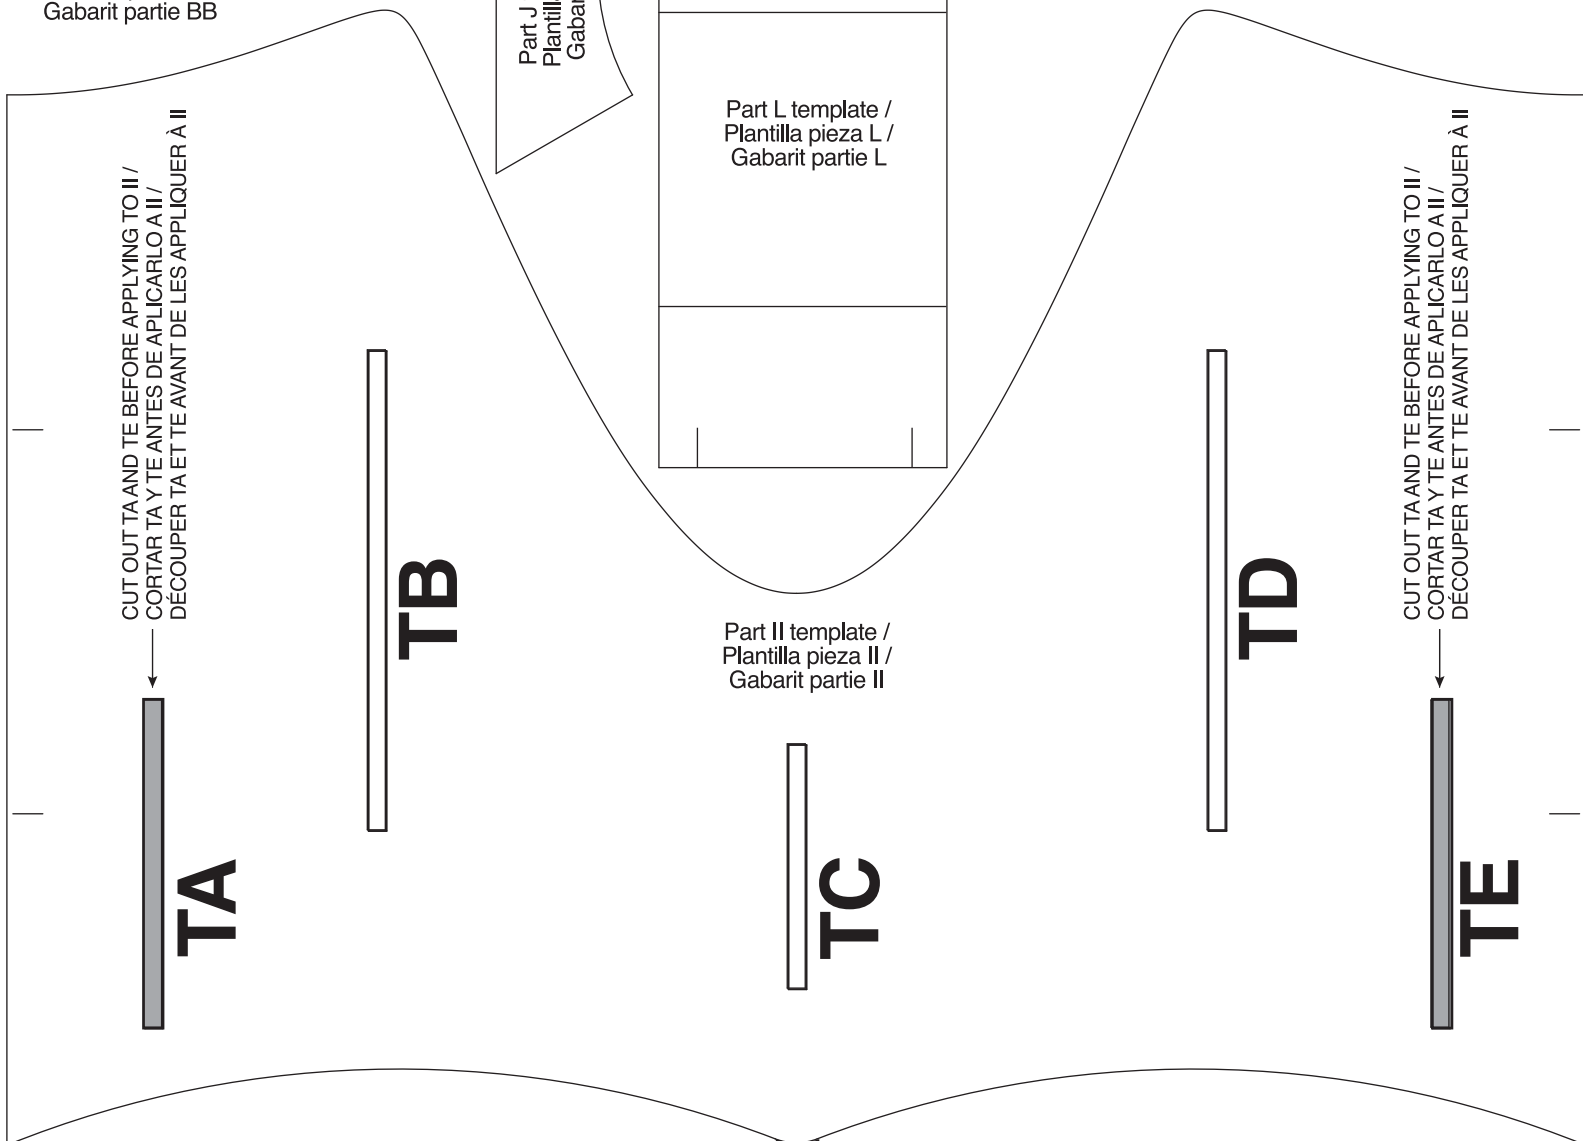 Gabarit partie BB
Part J
Part L template /
Plantilla pieza L /
Gabarit partie L
CUT OUT TA AND TE BEFORE APPLYING TO II /
CORTAR TA Y TE ANTES DE APLICARLO A II /
DÉCOUPER TA ET TE AVANT DE LES APPLIQUER À II
TA
TB
Part II template /
Plantilla pieza II /
Gabarit partie II
TC
TD
CUT OUT TA AND TE BEFORE APPLYING TO II /
CORTAR TA Y TE ANTES DE APLICARLO A II /
DÉCOUPER TA ET TE AVANT DE LES APPLIQUER À II
TE